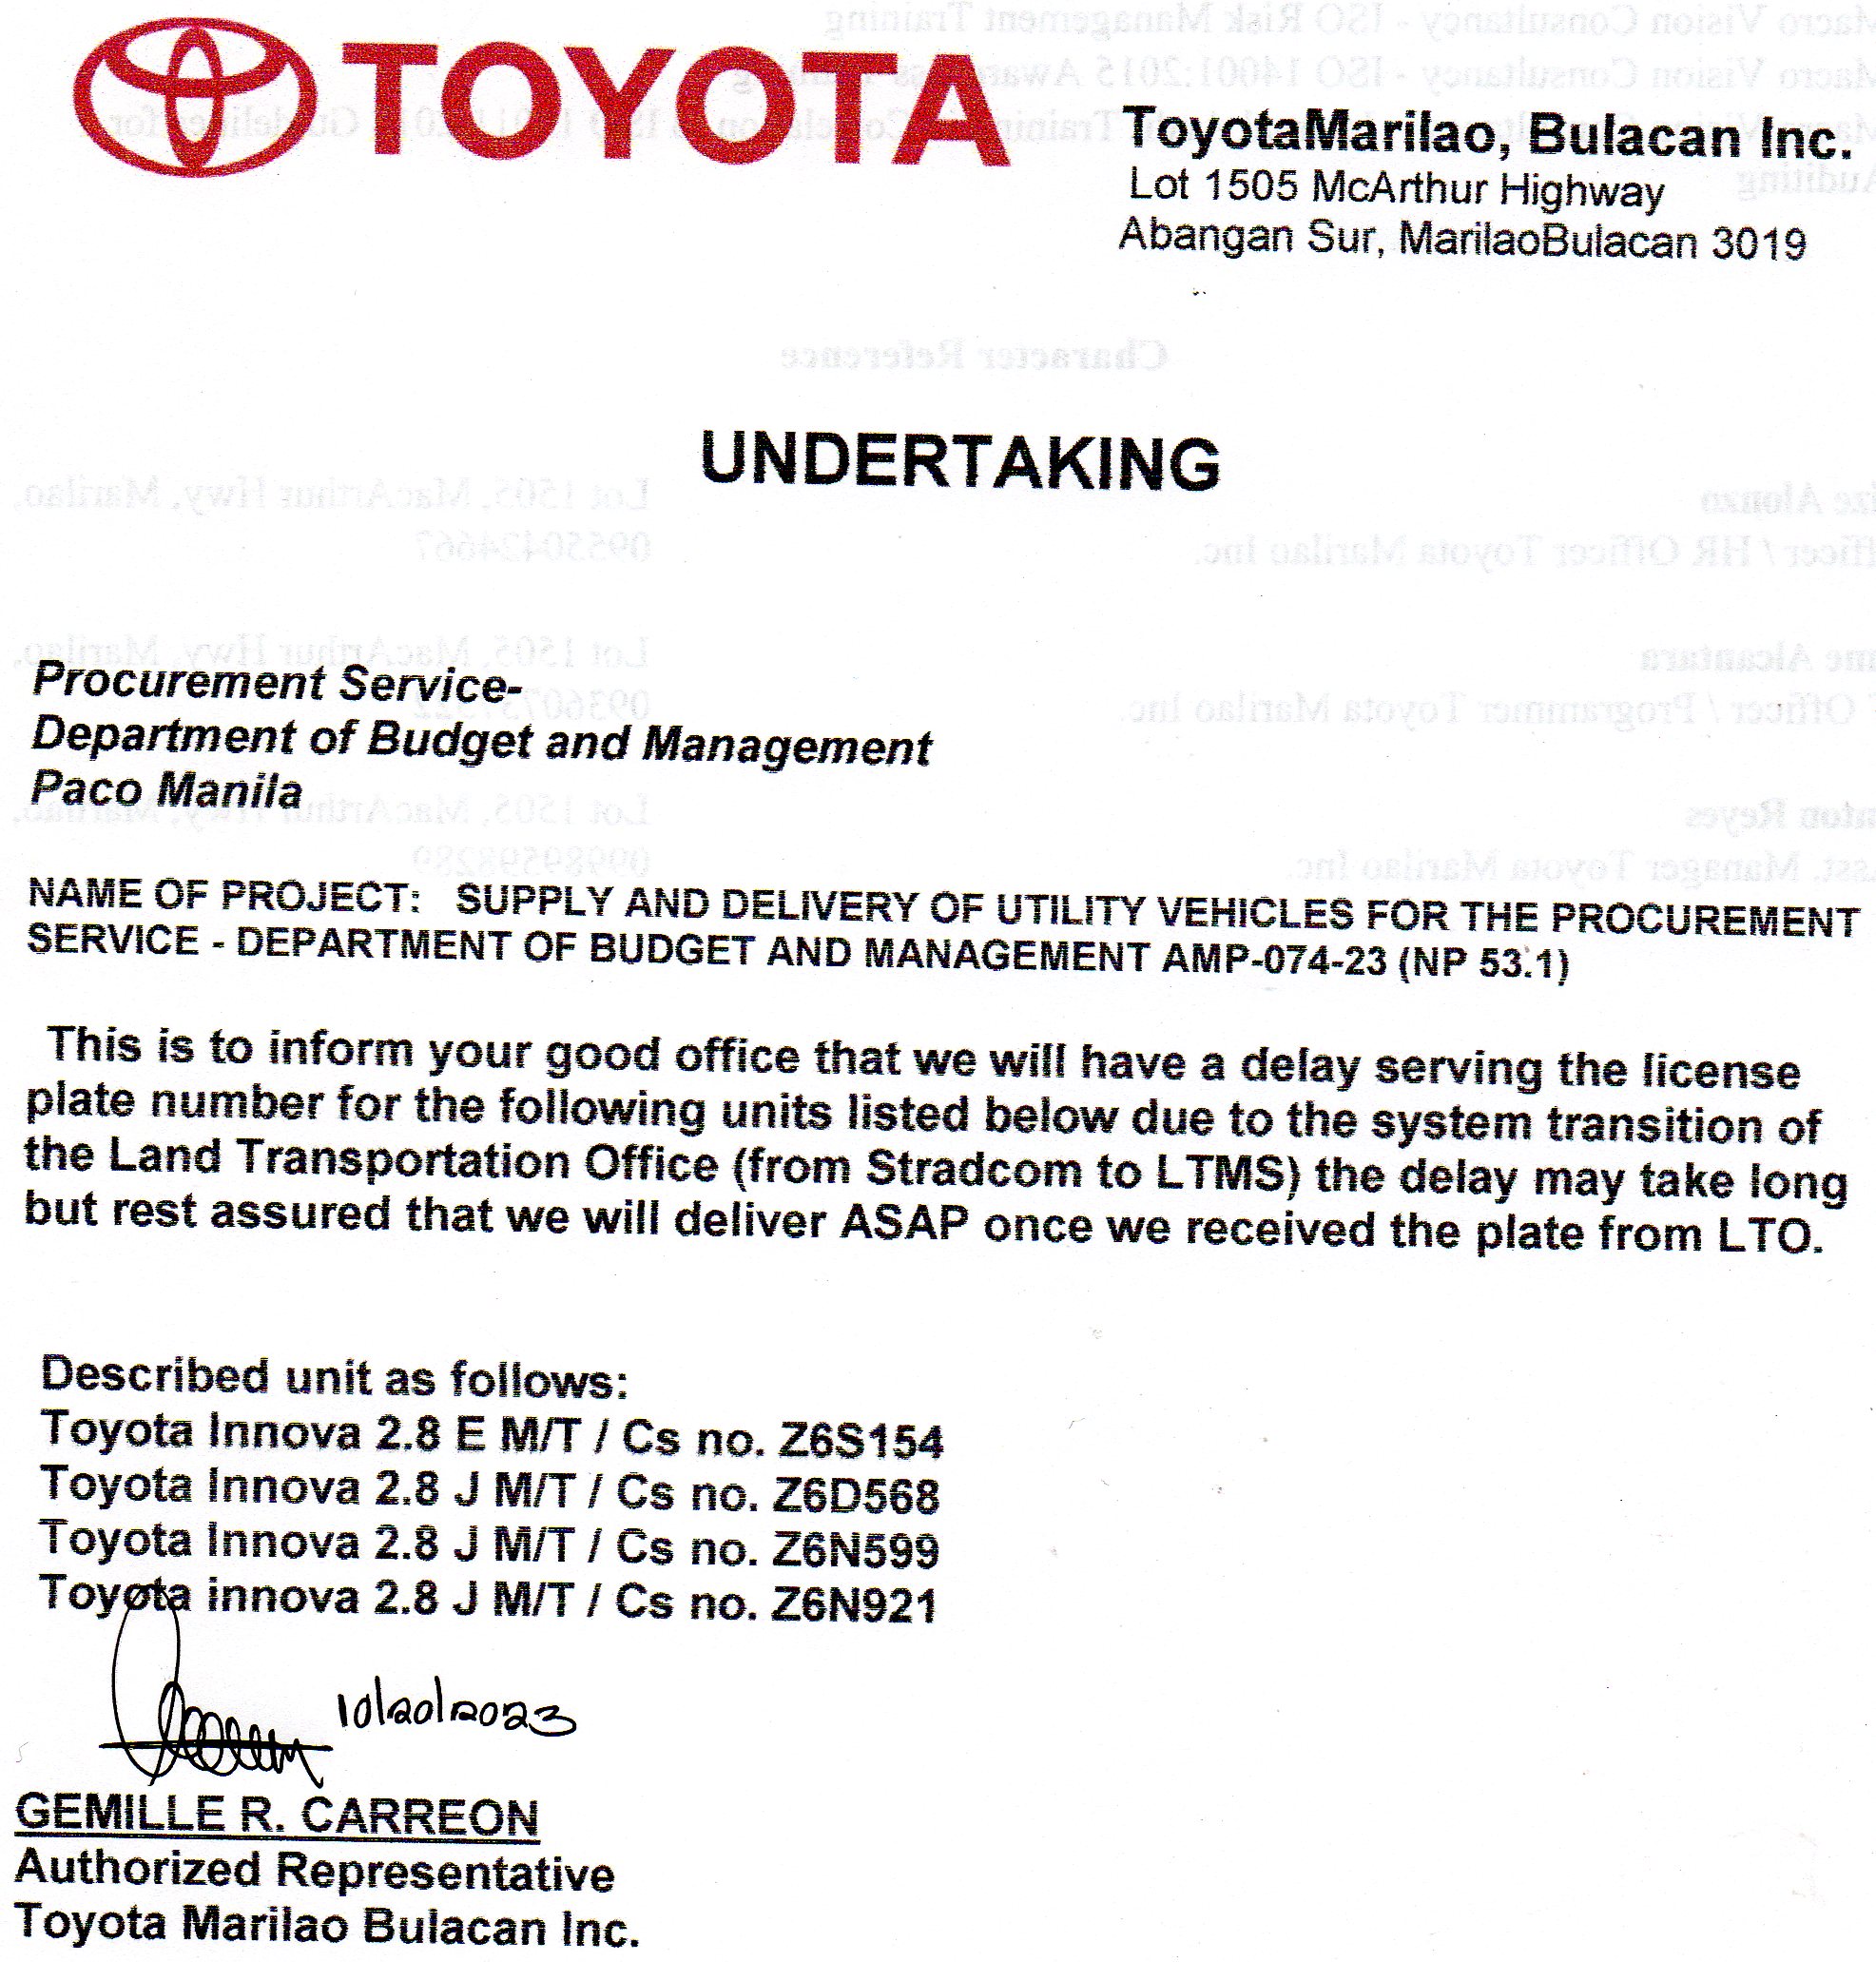 TOYOTA
ToyotaMarilao, Bulacan Inc.
Lot 1505 McArthur Highway
Abangan Sur, MarilaoBulacan 3019
UNDERTAKING
Procurement Service-
Department of Budget and Management
Paco Manila
NAME OF PROJECT: SUPPLY AND DELIVERY OF UTILITY VEHICLES FOR THE PROCUREMENT
SERVICE - DEPARTMENT OF BUDGET AND MANAGEMENT AMP-074-23 (NP 53.1)
This is to inform your good office that we will have a delay serving the license
plate number for the following units listed below due to the system transition of
the Land Transportation Office (from Stradcom to LTMS) the delay may take long
but rest assured that we will deliver ASAP once we received the plate from LTO.
Described unit as follows:
Toyota Innova 2.8 E M/T / Cs no. Z6S154
Toyota Innova 2.8 J M/T / Cs no. Z6D568
Toyota Innova 2.8 J M/T / Cs no. Z6N599
Toyota innova 2.8 J M/T / Cs no. Z6N921
10/20/2023
GEMILLE R. CARREON
Authorized Representative
Toyota Marilao Bulacan Inc.